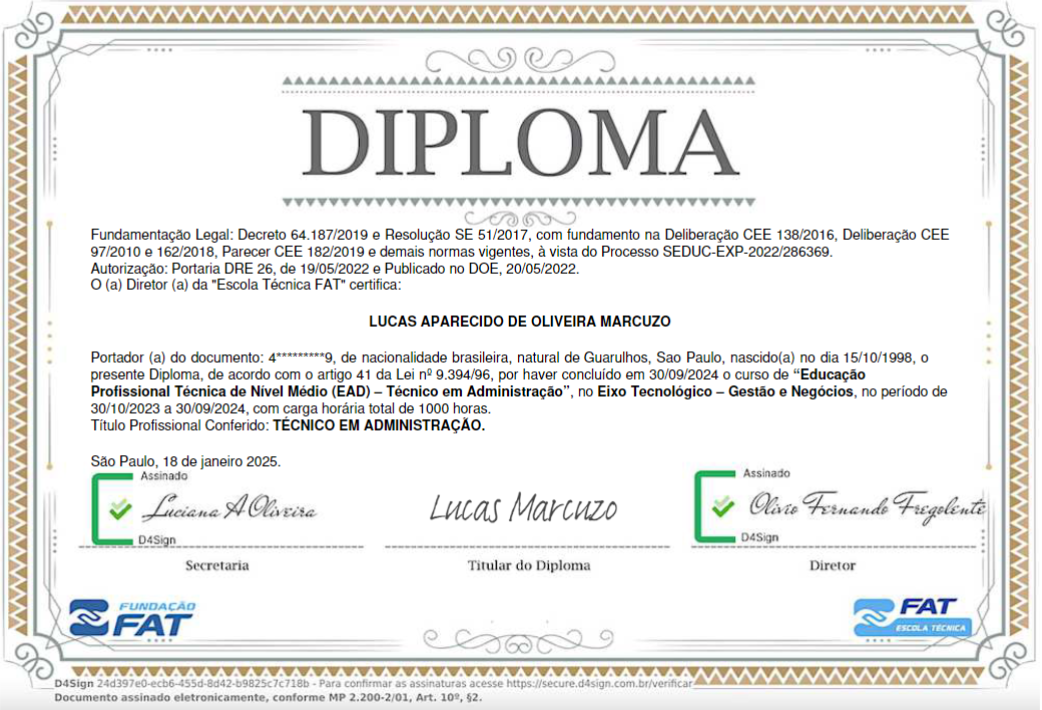 DIPLOMA
Fundamentação Legal: Decreto 64.187/2019 e Resolução SE 51/2017, com fundamento na Deliberação CEE 138/2016, Deliberação CEE
97/2010 e 162/2018, Parecer CEE 182/2019 e demais normas vigentes, à vista do Processo SEDUC-EXP-2022/286369.
Autorização: Portaria DRE 26, de 19/05/2022 e Publicado no DOE, 20/05/2022.
O (a) Diretor (a) da "Escola Técnica FAT" certifica:
LUCAS APARECIDO DE OLIVEIRA MARCUZO
Portador (a) do documento: 4*********9, de nacionalidade brasileira, natural de Guarulhos, Sao Paulo, nascido(a) no dia 15/10/1998, o
presente Diploma, de acordo com o artigo 41 da Lei nº 9.394/96, por haver concluído em 30/09/2024 o curso de “Educação
Profissional Técnica de Nível Médio (EAD) – Técnico em Administração”, no Eixo Tecnológico – Gestão e Negócios, no período de
30/10/2023 a 30/09/2024, com carga horária total de 1000 horas.
Título Profissional Conferido: TÉCNICO EM ADMINISTRAÇÃO.
São Paulo, 18 de janeiro 2025.
Assinado
Luciana A Oliveira
D4Sign
Secretaria
Lucas Marcuzo
Titular do Diploma
Assinado
Olivio Fernando Fregolente
D4Sign
Diretor
FUNDAÇÃO
FAT
FAT
ESCOLA TÉCNICA
D4Sign 24d397e0-ecb6-455d-8d42-b9825c7c718b - Para confirmar as assinaturas acesse https://secure.d4sign.com.br/verificar
Documento assinado eletronicamente, conforme MP 2.200-2/01, Art. 10º, §2.